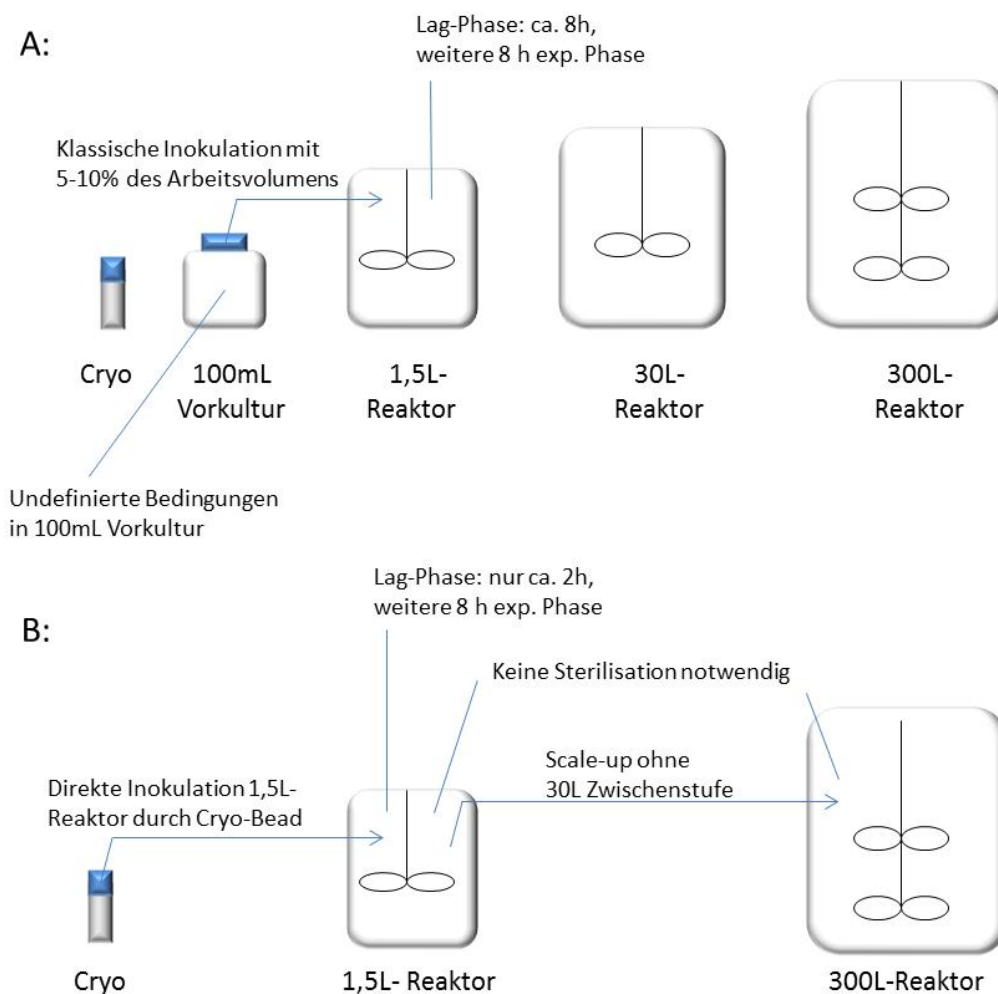 A:
Lag-Phase: ca. 8h,
weitere 8 h exp. Phase
Klassische Inokulation mit
5-10% des Arbeitsvolumens
Cryo
100mL
Vorkultur
1,5L-
Reaktor
30L-
Reaktor
300L-
Reaktor
Undefinierte Bedingungen
in 100mL Vorkultur
B:
Lag-Phase: nur ca. 2h,
weitere 8 h exp. Phase
Keine Sterilisation notwendig
Scale-up ohne
30L Zwischenstufe
Direkte Inokulation 1,5L-
Reaktor durch Cryo-Bead
Cryo
1,5L- Reaktor
300L-Reaktor